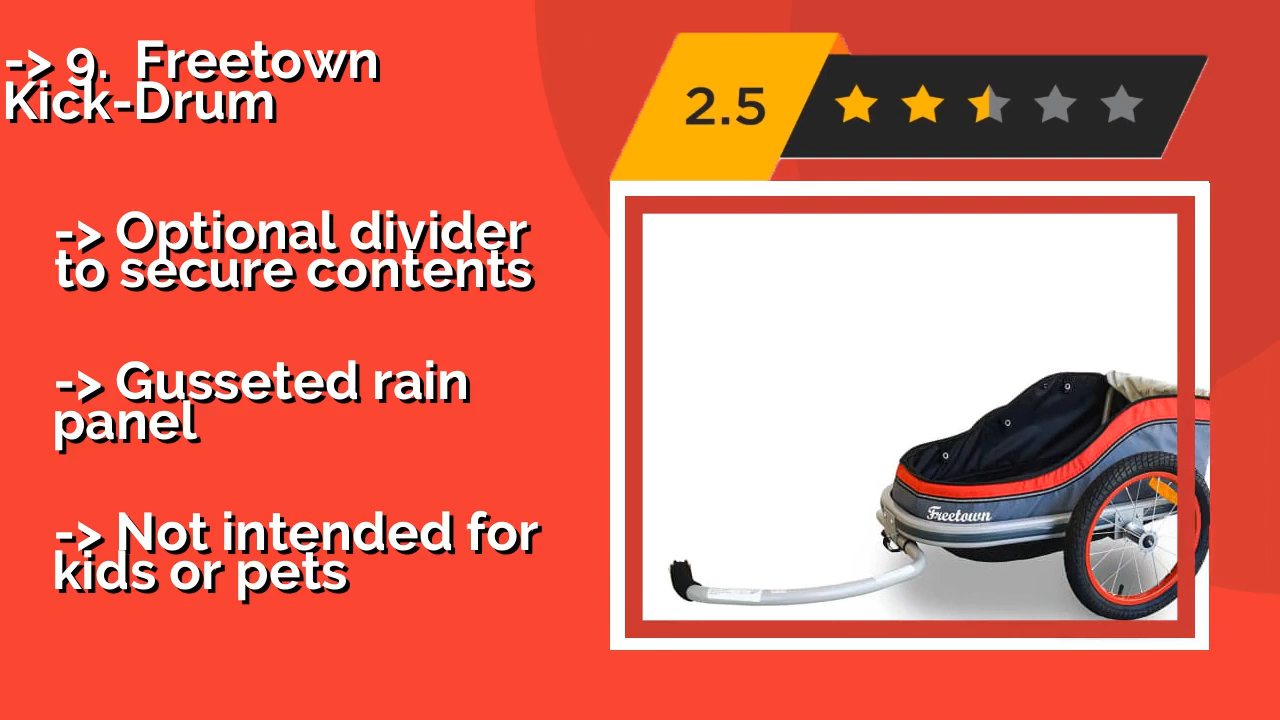 -> 9.  Freetown
Kick-Drum
2.5
-> Optional divider
to secure contents
-> Gusseted rain
panel
-> Not intended for
kids or pets
Freetown